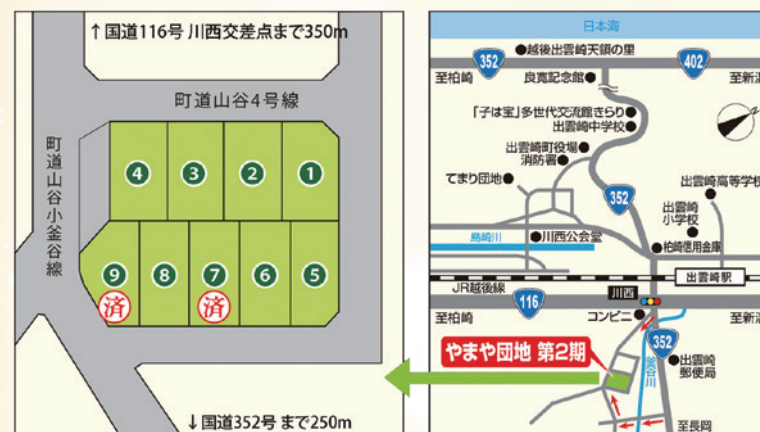 ↑国道116号 川西交差点まで350m
町道山谷4号線
町道山谷小釜谷線
4
3
2
1
9
8
7
6
5
済
済
↓国道352号 まで250m
日本海
352
●越後出雲崎天領の里
402
至柏崎
良寛記念館●
至新潟
「子は宝」多世代交流館きらり●
出雲崎中学校●
出雲崎町役場●
消防署●
てまり団地●
352
出雲崎高等学校
出雲崎
小学校
島崎川
●川西公会堂
●柏崎信用金庫
出雲崎駅
JR越後線
116
川西
至柏崎
コンビニ
至新潟
やまや団地 第2期
352
●出雲崎
郵便局
釜谷川
至長岡